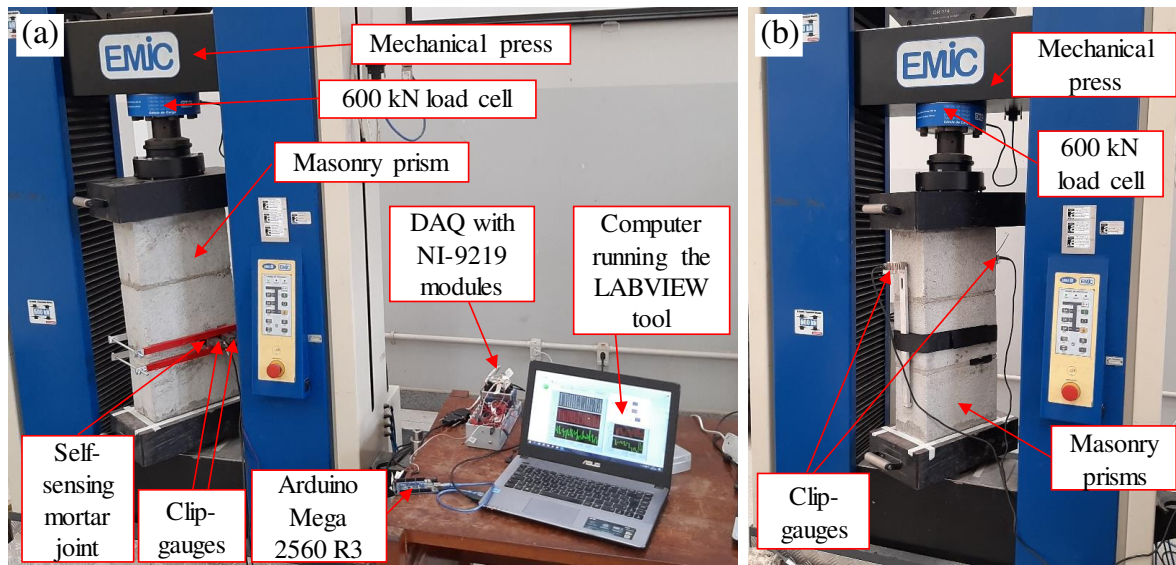 (a)
EMIC
Mechanical press
600 kN load cell
Masonry prism
DAQ with
NI-9219
modules
Computer
running the
LABVIEW
tool
Self-
sensing
mortar
joint
Clip-
gauges
Arduino
Mega
2560 R3
ASUS
(b)
EMIC
Mechanical
press
600 kN
load cell
Masonry
prisms
Clip-
gauges